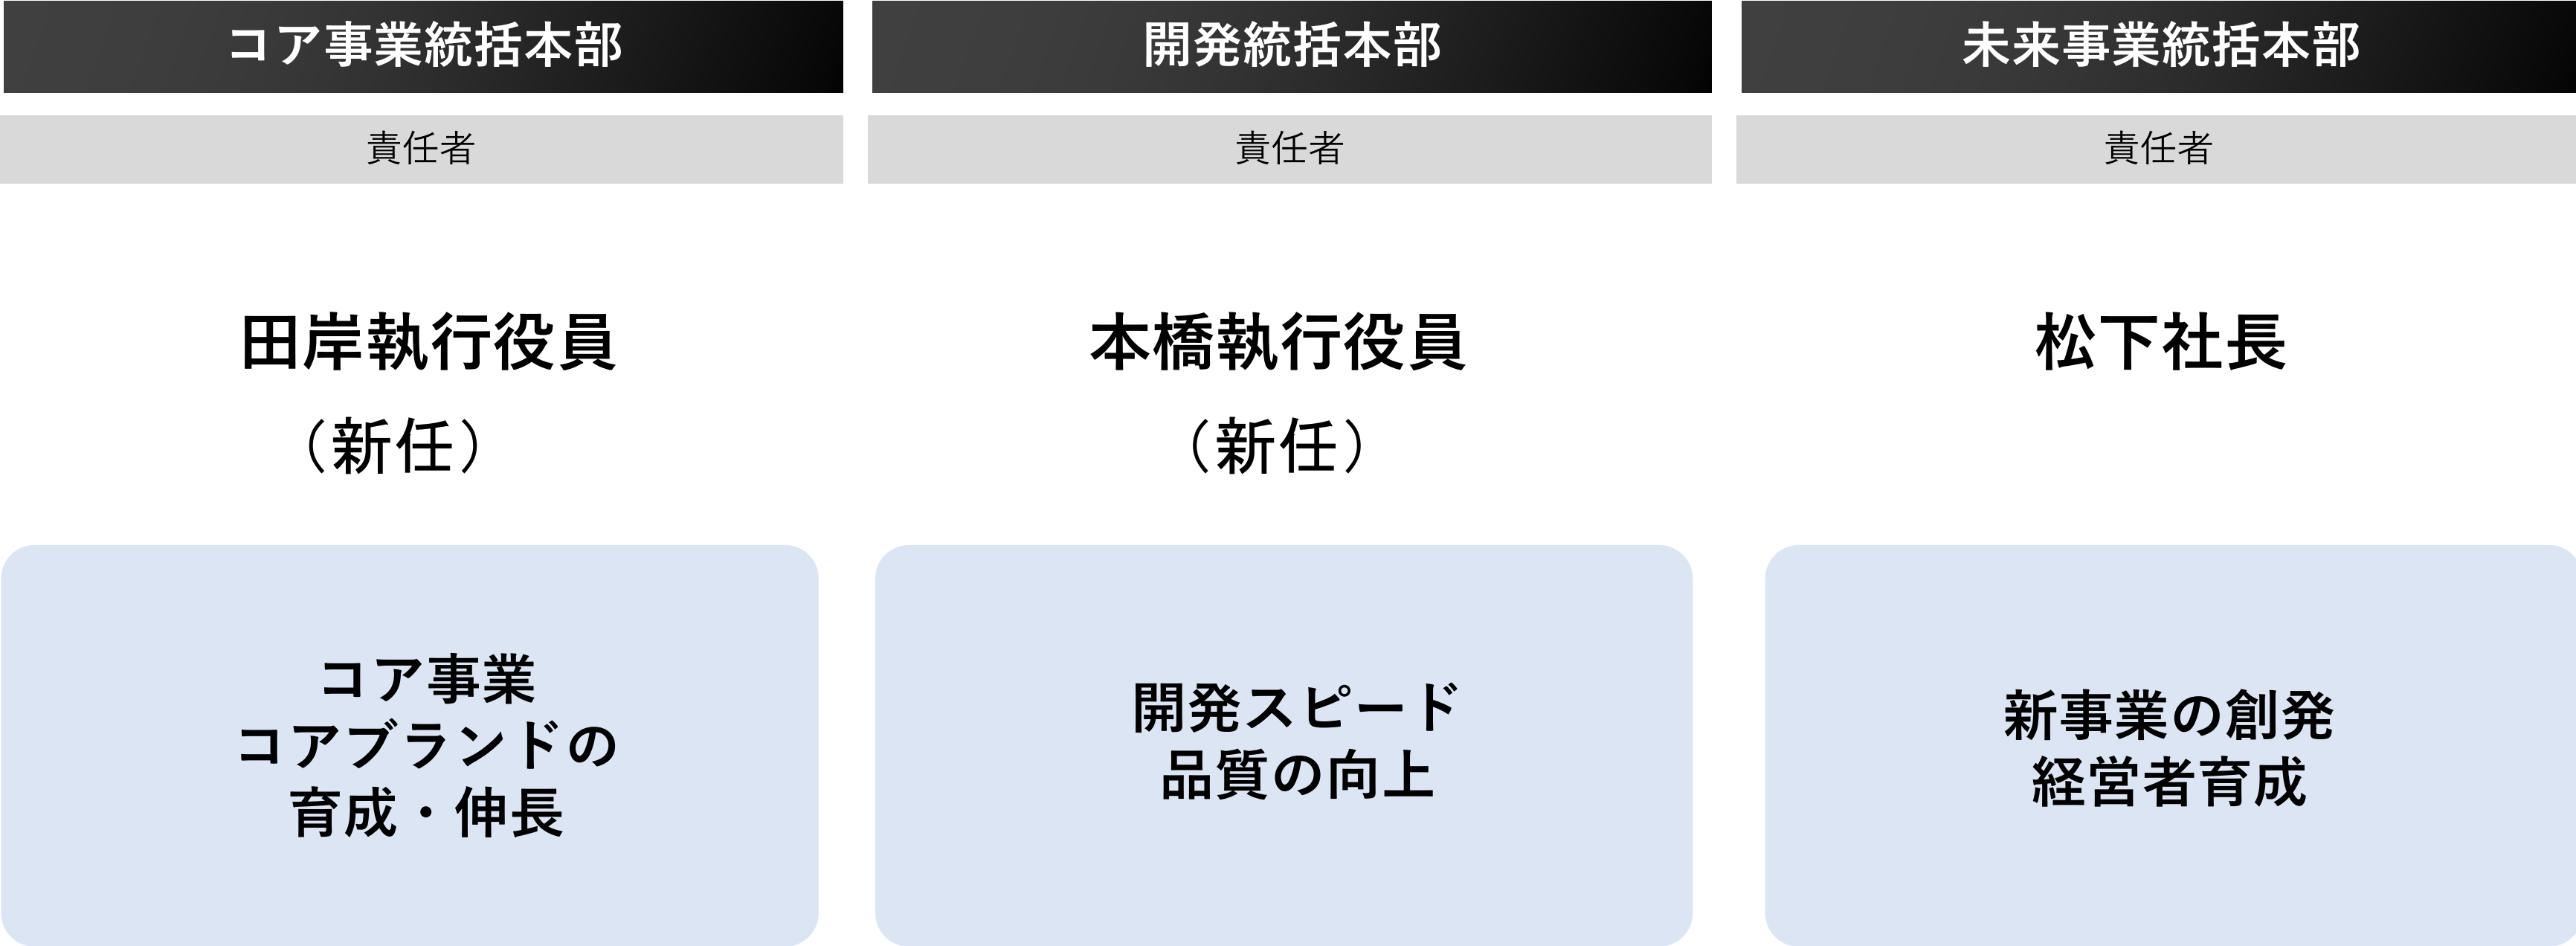 コア事業統括本部
責任者
田岸執行役員
（新任）
コア事業
コアブランドの
育成・伸長
開発統括本部
責任者
本橋執行役員
（新任）
開発スピード
品質の向上
未来事業統括本部
責任者
松下社長
新事業の創発
経営者育成